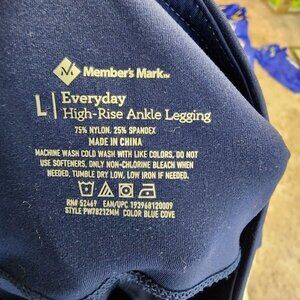 Member's Mark™
L | Everyday
High-Rise Ankle Legging
75% NYLON. 25% SPANDEX
MADE IN CHINA
MACHINE WASH COLD WASH WITH LIKE COLORS, DO NOT
USE SOFTENERS, ONLY NON-CHLORINE BLEACH WHEN
NEEDED, TUMBLE DRY LOW, LOW IRON IF NEEDED.
RN# 52469 EAN/UPC 193968120009
STYLE PW78212M COLOR BLUE COVE